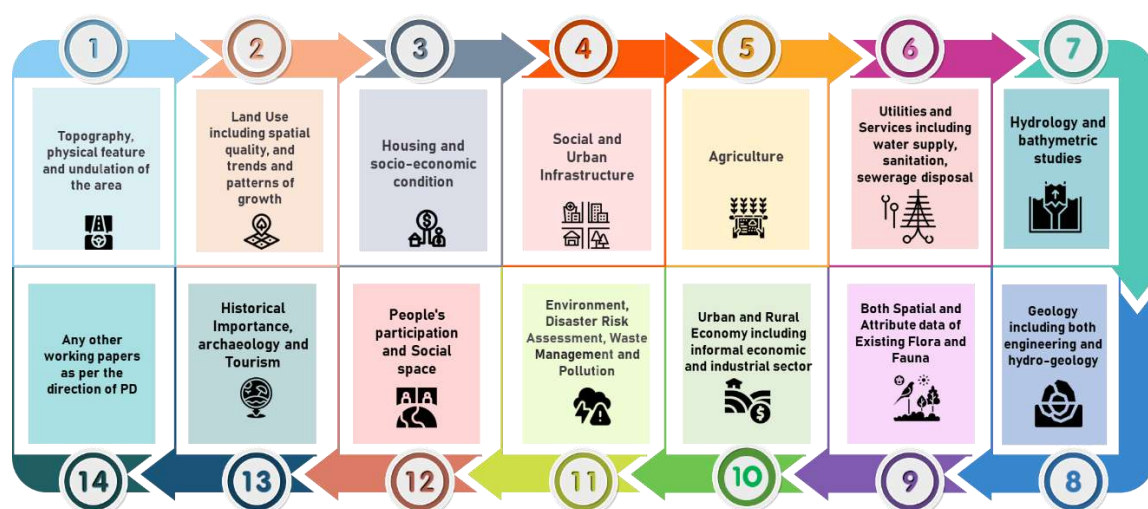 1
Topography,
physical feature
and undulation of
the area
2
Land Use
including spatial
quality, and
trends and
patterns of
growth
3
Housing and
socio-economic
condition
4
Social and
Urban
Infrastructure
5
Agriculture
6
Utilities and
Services including
water supply,
sanitation,
sewerage disposal
7
Hydrology and
bathymetric
studies
8
Geology
including both
engineering and
hydro-geology
9
Both Spatial and
Attribute data of
Existing Flora and
Fauna
10
Urban and Rural
Economy including
informal economic
and industrial sector
11
Environment,
Disaster Risk
Assessment, Waste
Management and
Pollution
12
People's
participation
and Social
space
13
Historical
Importance,
archaeology and
Tourism
14
Any other
working papers
as per the
direction of PD